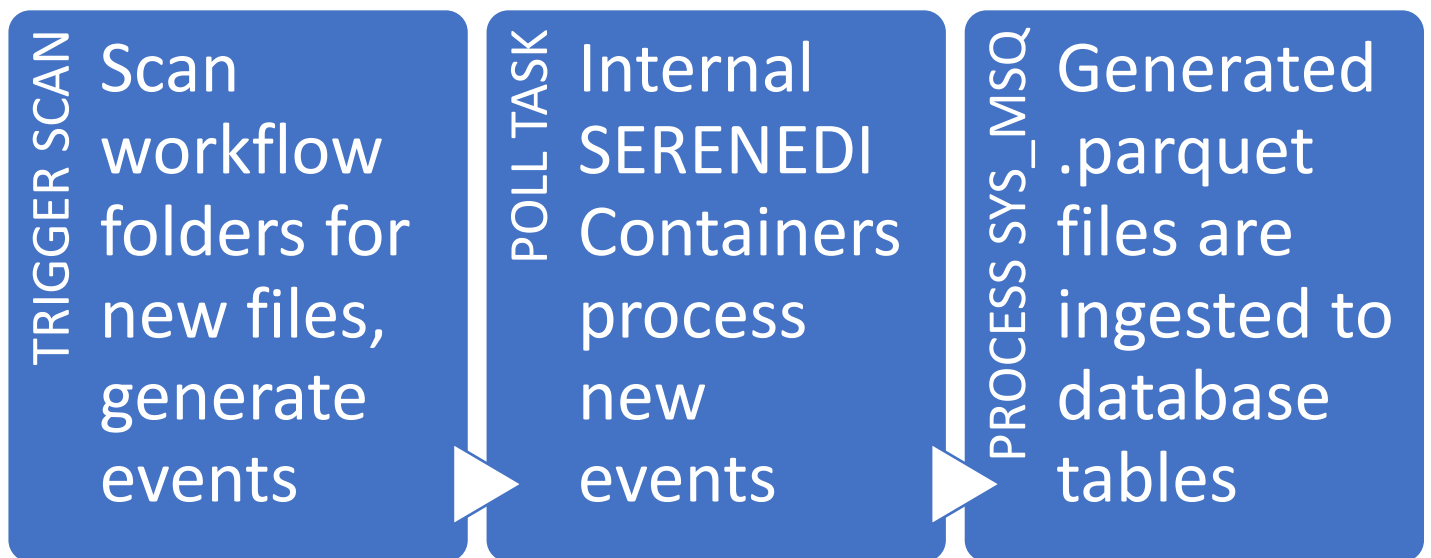 TRIGGER SCAN
Scan
workflow
folders for
new files,
generate
events
POLL TASK
Internal
SERENEDI
Containers
process
new
events
PROCESS SYS_MSQ
Generated
.parquet
files are
ingested to
database
tables